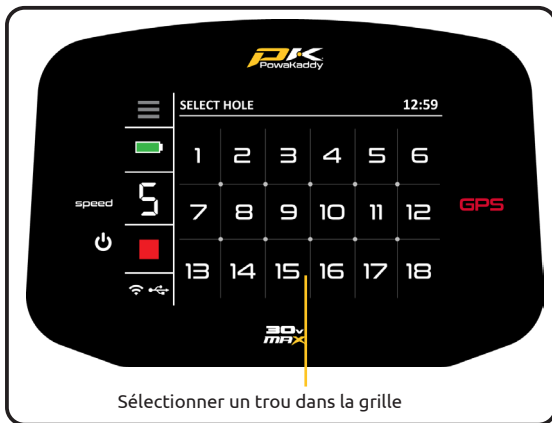 PK
PowaKaddy
SELECT HOLE 12:59
1 2 3 4 5 6
speed 5 7 8 9 10 11 12 GPS
13 14 15 16 17 18
30v
MAX
Sélectionner un trou dans la grille